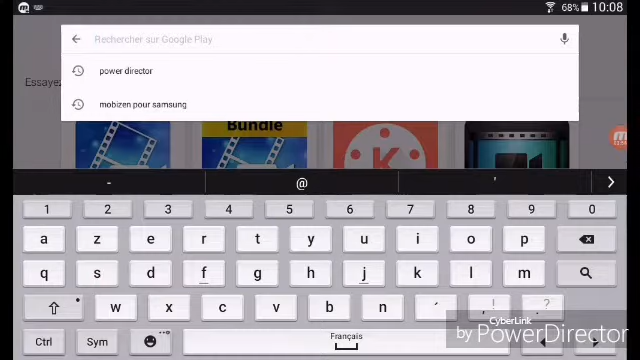 68% 10:08
Rechercher sur Google Play
power director
mobizen pour samsung
Essayez
Bundle
K
- @ '
1 2 3 4 5 6 7 8 9 0
a z e r t y u i o p
q s d f g h j k l m
w x c v b n ' ! ?
Ctrl Sym Français
CyberLink
by PowerDirector